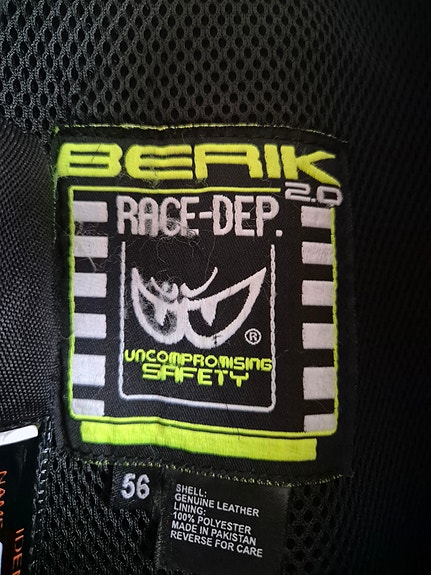 BERIK
2.0
RACE-DEP.
®
UNCOMPROMISING
SAFETY
56
SHELL:
GENUINE LEATHER
LINING:
100% POLYESTER
MADE IN PAKISTAN
REVERSE FOR CARE